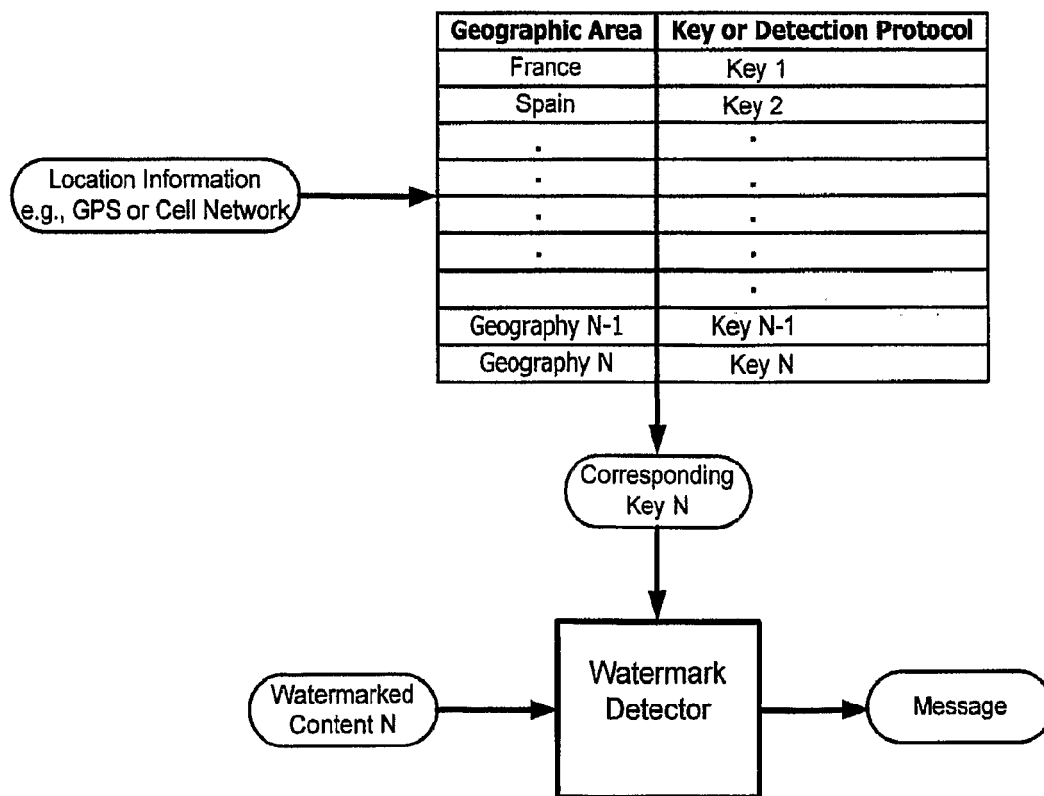 Geographic Area Key or Detection Protocol
France Key 1
Spain Key 2
. .
. .
. .
. .
.
Geography N-1 Key N-1
Geography N Key N
Location Information
e.g., GPS or Cell Network
Corresponding
Key N
Watermarked
Content N
Watermark
Detector
Message